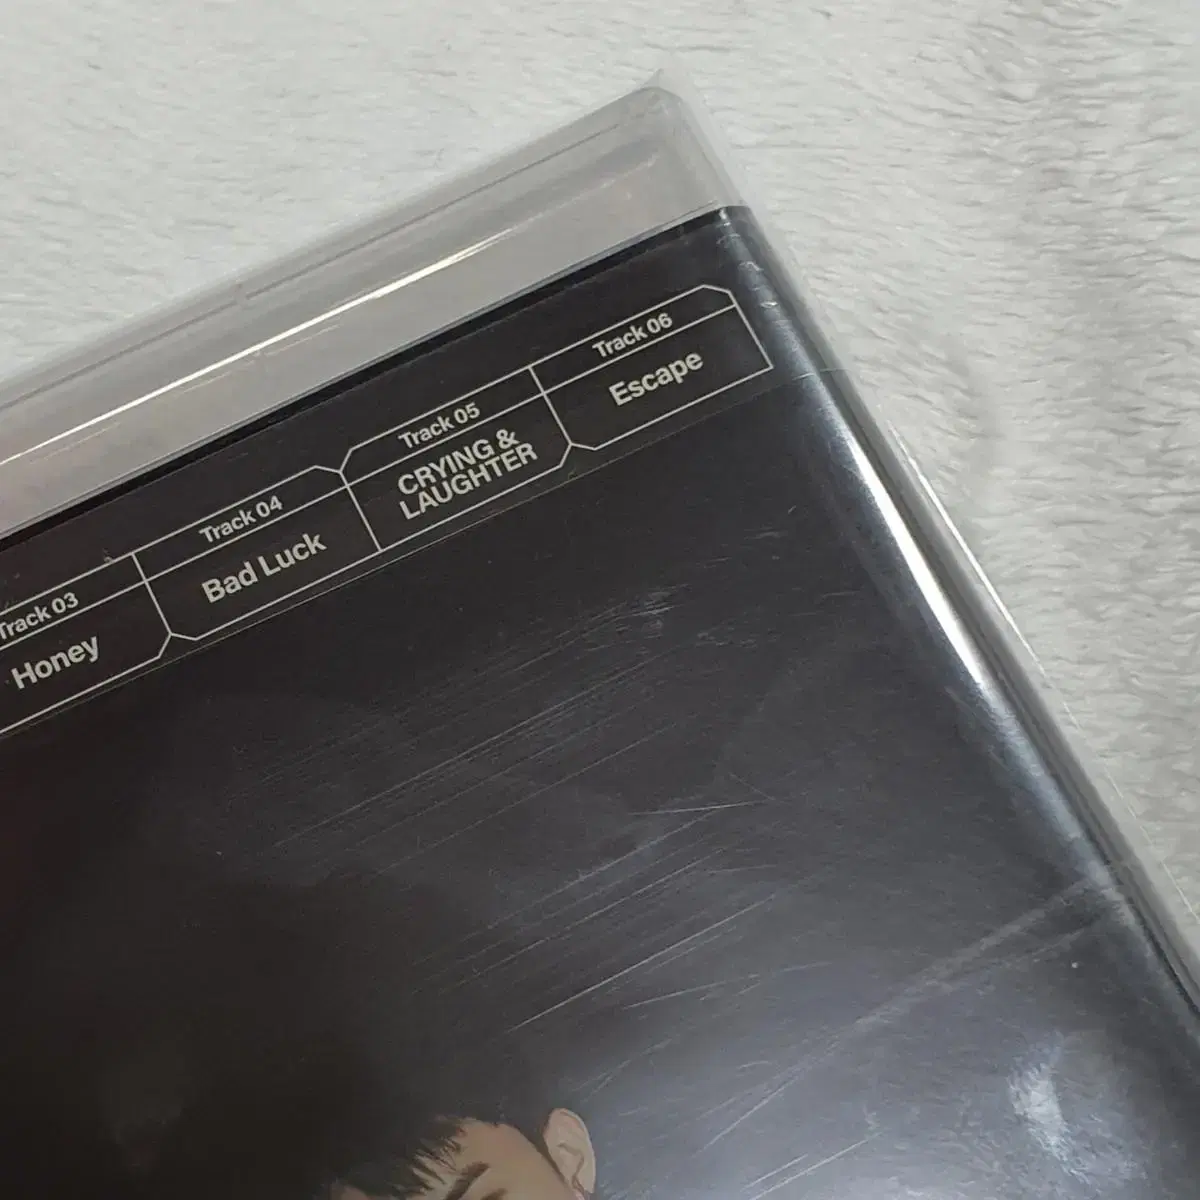 Track 03
Honey
Track 04
Bad Luck
Track 05
CRYING &
LAUGHTER
Track 06
Escape